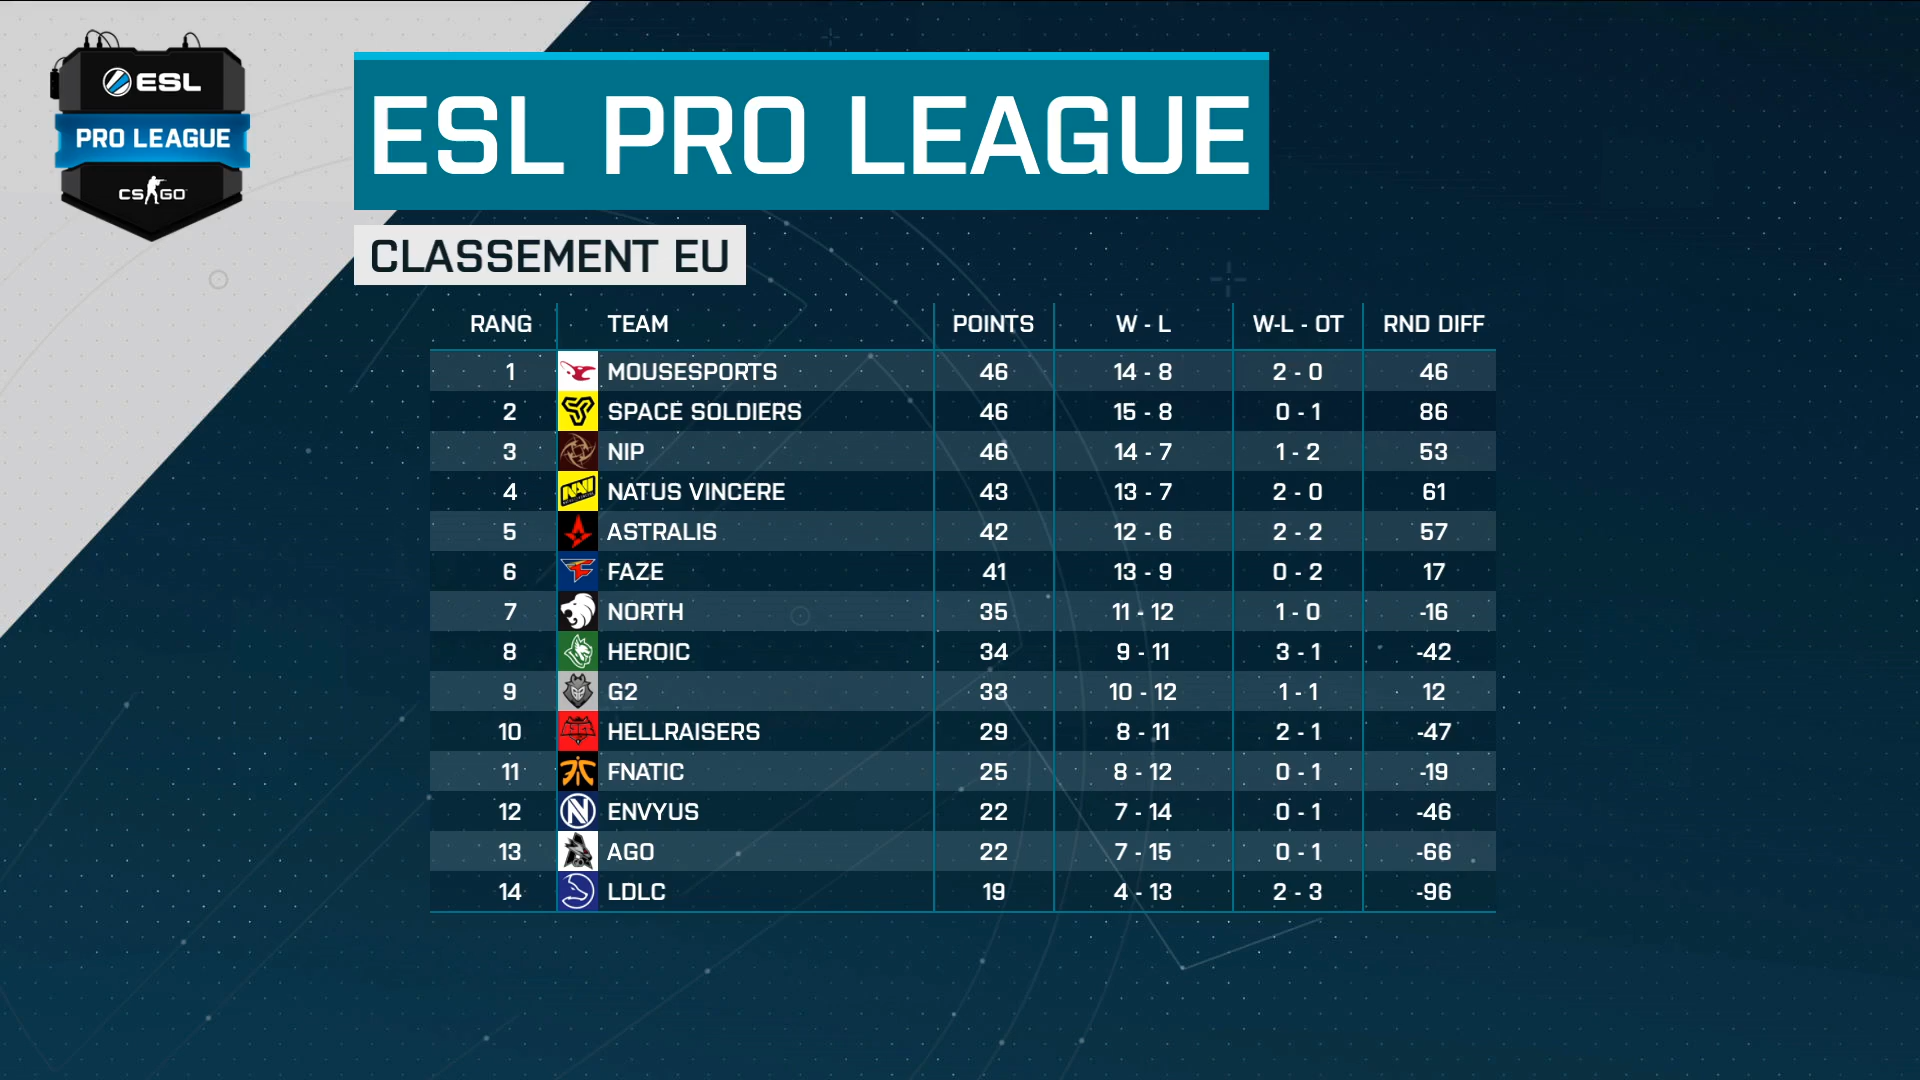 ESL
PRO LEAGUE
CS GO
ESL PRO LEAGUE
CLASSEMENT EU
RANG TEAM POINTS W - L W-L - OT RND DIFF
1 MOUSESPORTS 46 14 - 8 2 - 0 46
2 SPACE SOLDIERS 46 15 - 8 0 - 1 86
3 NIP 46 14 - 7 1 - 2 53
4 NATUS VINCERE 43 13 - 7 2 - 0 61
5 ASTRALIS 42 12 - 6 2 - 2 57
6 FAZE 41 13 - 9 0 - 2 17
7 NORTH 35 11 - 12 1 - 0 -16
8 HEROIC 34 9 - 11 3 - 1 -42
9 G2 33 10 - 12 1 - 1 12
10 HELLRAISERS 29 8 - 11 2 - 1 -47
11 FNATIC 25 8 - 12 0 - 1 -19
12 ENVYUS 22 7 - 14 0 - 1 -46
13 AGO 22 7 - 15 0 - 1 -66
14 LDLC 19 4 - 13 2 - 3 -96